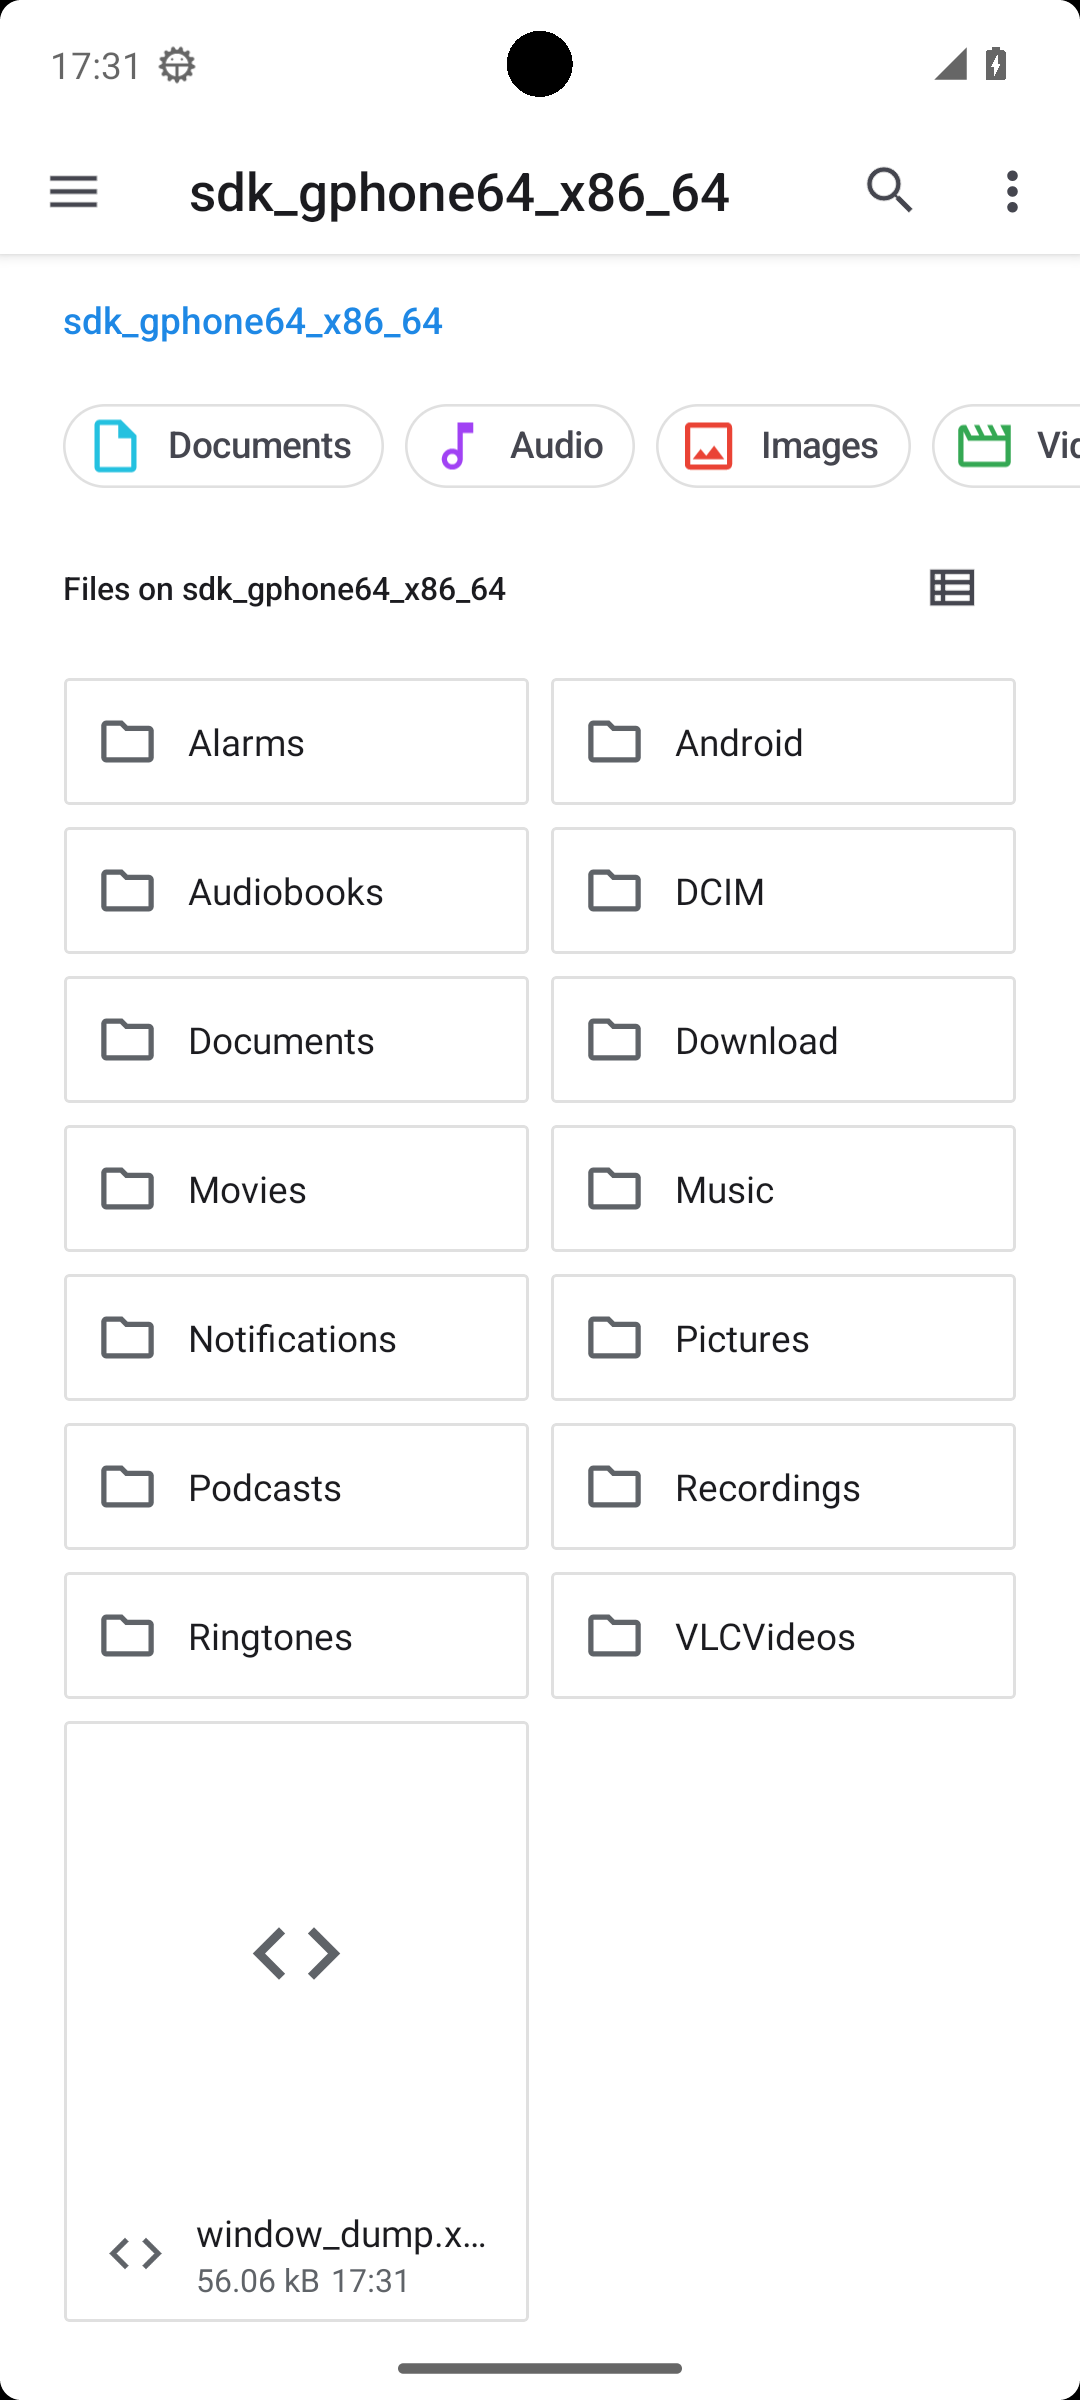 17:31
sdk_gphone64_x86_64
sdk_gphone64_x86_64
Documents
Audio
Images
Vid
Files on sdk_gphone64_x86_64
Alarms
Android
Audiobooks
DCIM
Documents
Download
Movies
Music
Notifications
Pictures
Podcasts
Recordings
Ringtones
VLCVideos
window_dump.x...
56.06 kB 17:31